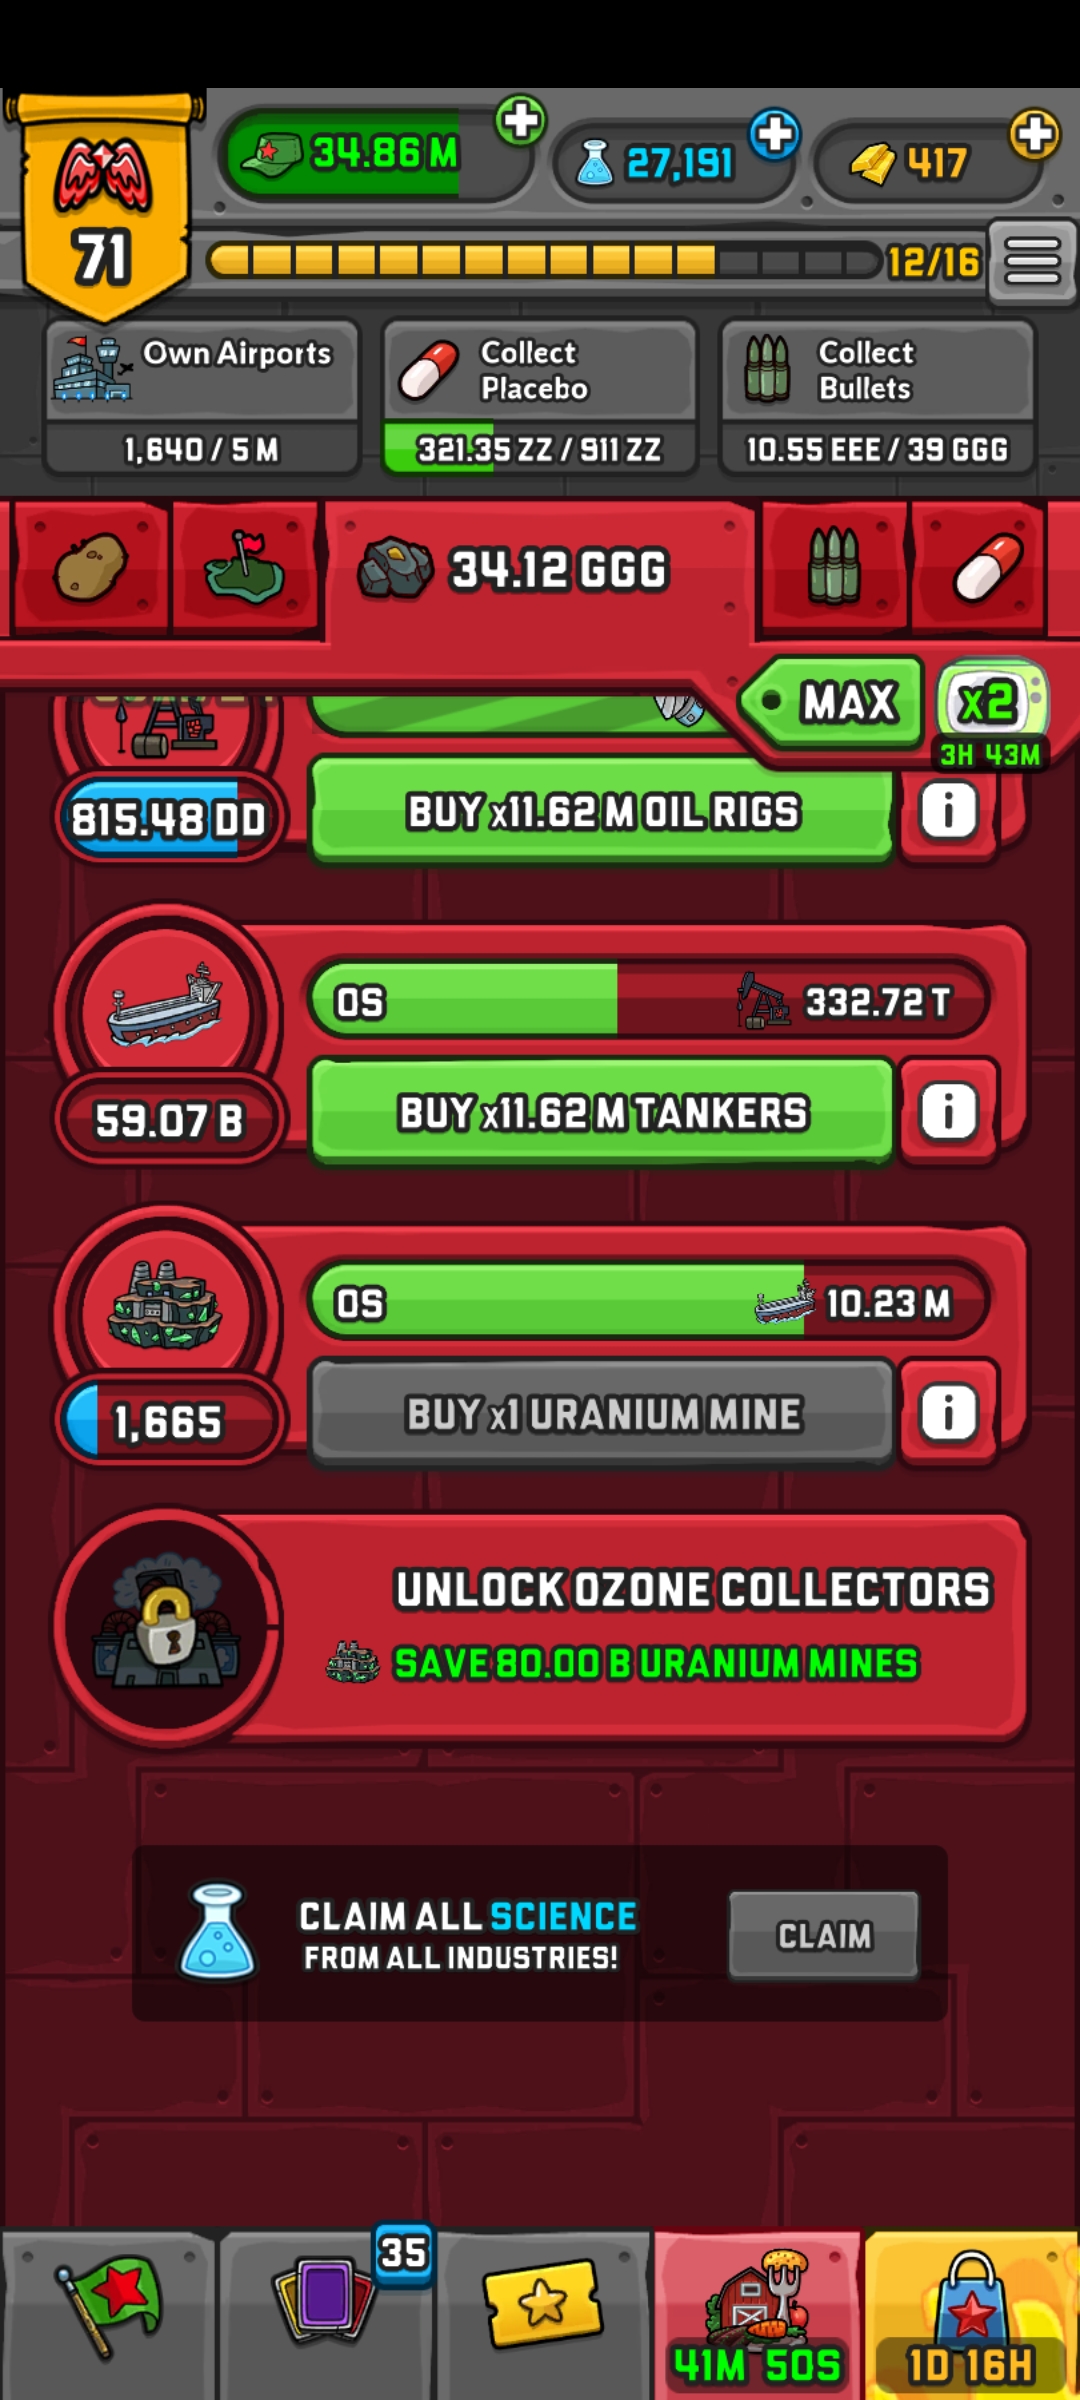 34.86 M
27,191
417
71
12/16
Own Airports
1,640 / 5 M
Collect
Placebo
321.35 ZZ / 911 ZZ
Collect
Bullets
10.55 EEE / 39 GGG
34.12 GGG
MAX
x2
3H 43M
815.48 DD
BUY x11.62 M OIL RIGS
i
0S
332.72 T
59.07 B
BUY x11.62 M TANKERS
i
0S
10.23 M
1,665
BUY x1 URANIUM MINE
i
UNLOCK OZONE COLLECTORS
SAVE 80.00 B URANIUM MINES
CLAIM ALL SCIENCE
FROM ALL INDUSTRIES!
CLAIM
35
41M 50S
1D 16H